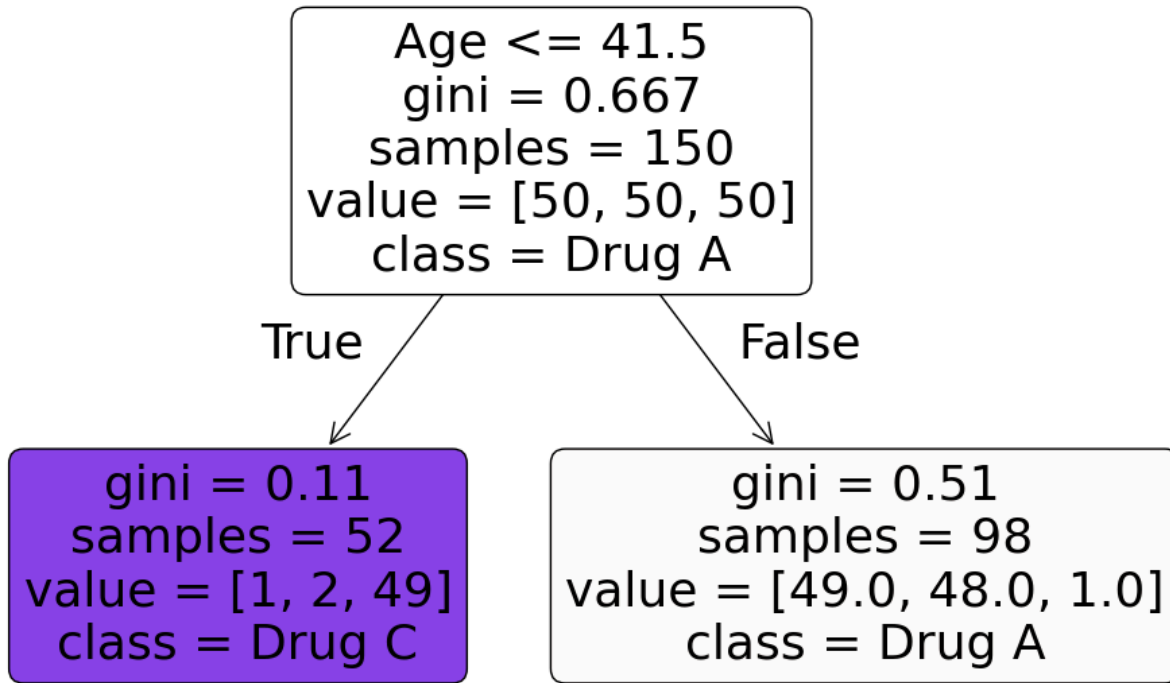 Age <= 41.5
gini = 0.667
samples = 150
value = [50, 50, 50]
class = Drug A
True
False
gini = 0.11
samples = 52
value = [1, 2, 49]
class = Drug C
gini = 0.51
samples = 98
value = [49.0, 48.0, 1.0]
class = Drug A